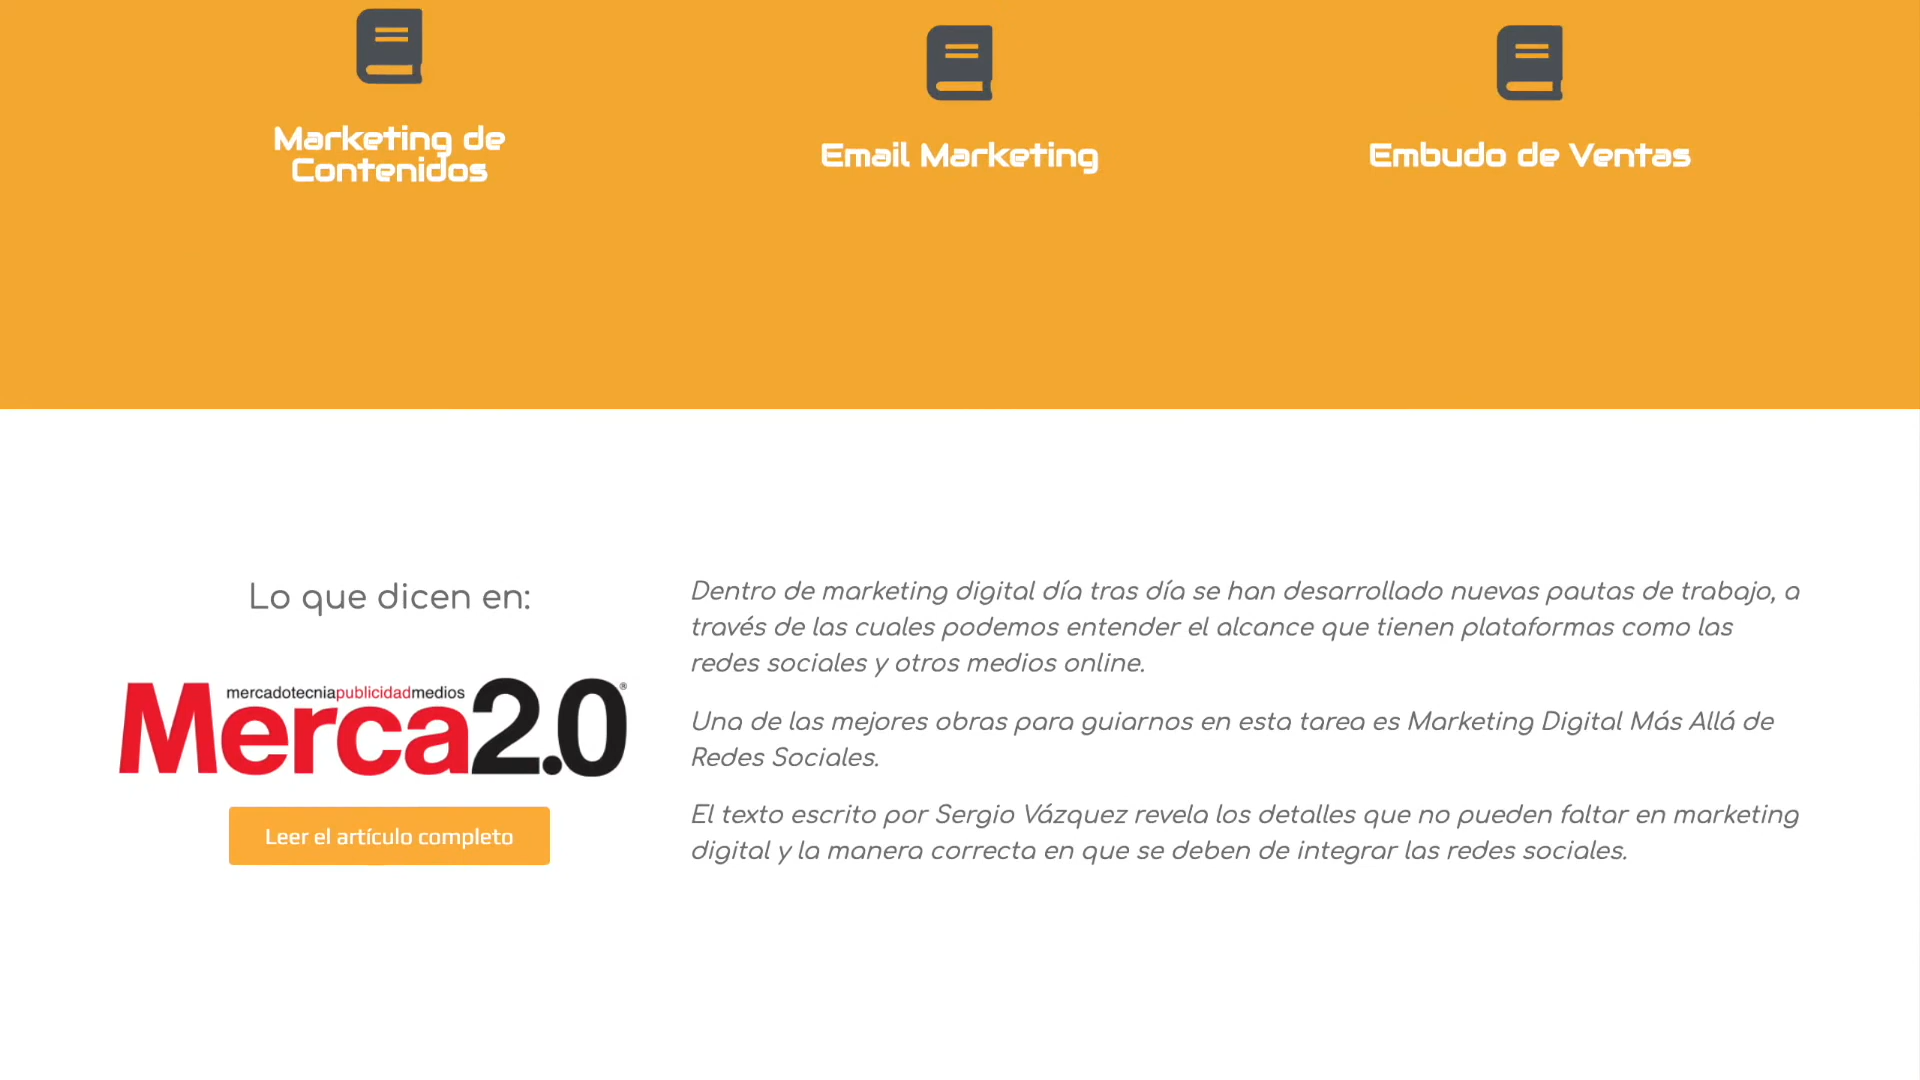 Marketing de
Contenidos
Email Marketing
Embudo de Ventas
Lo que dicen en:
mercadotecniapublicidadmedios
Merca2.0®
Leer el artículo completo
Dentro de marketing digital día tras día se han desarrollado nuevas pautas de trabajo, a
través de las cuales podemos entender el alcance que tienen plataformas como las
redes sociales y otros medios online.
Una de las mejores obras para guiarnos en esta tarea es Marketing Digital Más Allá de
Redes Sociales.
El texto escrito por Sergio Vázquez revela los detalles que no pueden faltar en marketing
digital y la manera correcta en que se deben de integrar las redes sociales.